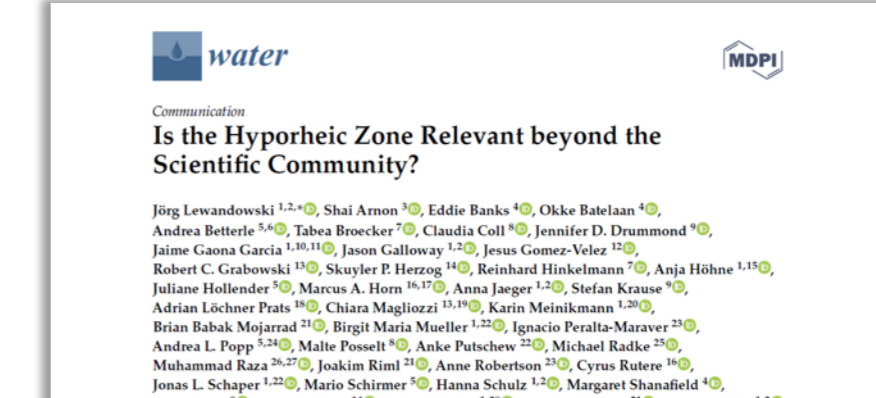 water
MDPI
Communication
Is the Hyporheic Zone Relevant beyond the
Scientific Community?
Jörg Lewandowski 1,2,*, Shai Arnon 3, Eddie Banks 4, Okke Batelaan 4,
Andrea Betterle 5,6, Tabea Broecker 7, Claudia Coll 8, Jennifer D. Drummond 9,
Jaime Gaona Garcia 1,10,11, Jason Galloway 1,2, Jesus Gomez-Velez 12,
Robert C. Grabowski 13, Skuyler P. Herzog 14, Reinhard Hinkelmann 7, Anja Höhne 1,15,
Juliane Hollender 5, Marcus A. Horn 16,17, Anna Jaeger 1,2, Stefan Krause 9,
Adrian Löchner Prats 18, Chiara Magliozzi 13,19, Karin Meinikmann 1,20,
Brian Babak Mojarrad 21, Birgit Maria Mueller 1,22, Ignacio Peralta-Maraver 23,
Andrea L. Popp 5,24, Malte Posselt 8, Anke Putschew 22, Michael Radke 25,
Muhammad Raza 26,27, Joakim Riml 21, Anne Robertson 23, Cyrus Rutere 16,
Jonas L. Schaper 1,22, Mario Schirmer 5, Hanna Schulz 1,2, Margaret Shanafield 4,